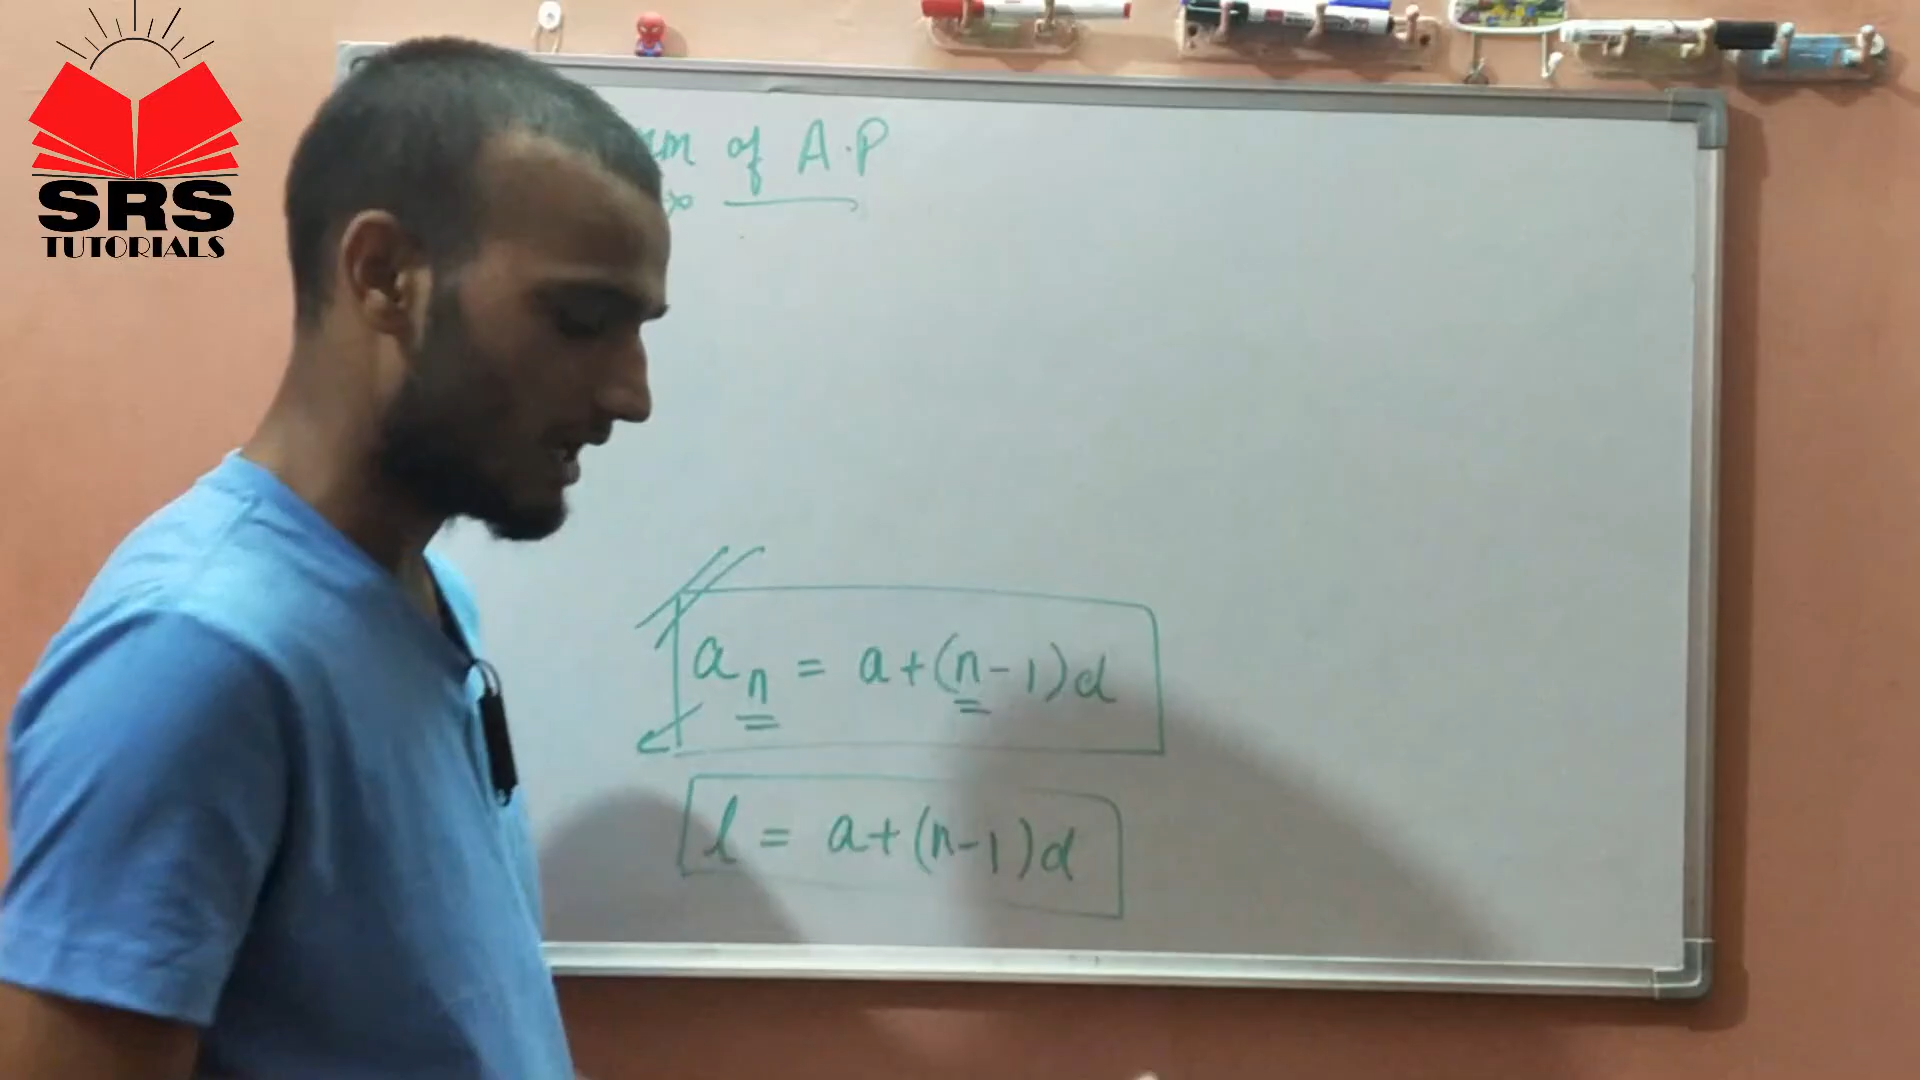 SRS
TUTORIALS
of A.P
aₙ = a+(n-1)d
l = a+(n-1)d